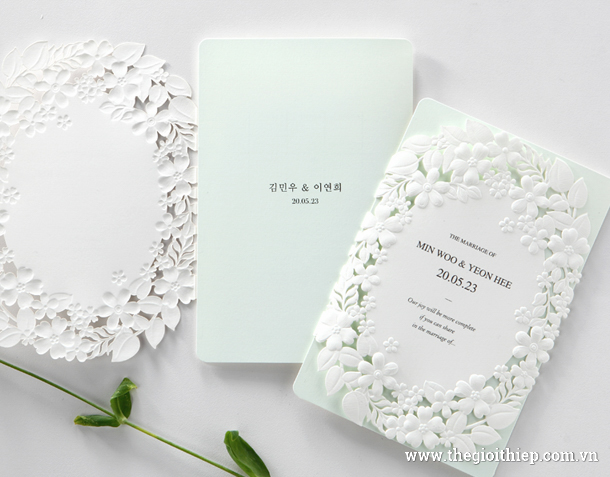 김민우 & 이연희
20.05.23
THE MARRIAGE OF
MIN WOO & YEON HEE
20.05.23
Our joy will be more complete
if you can share
in the marriage of...
www.thegioithiep.com.vn